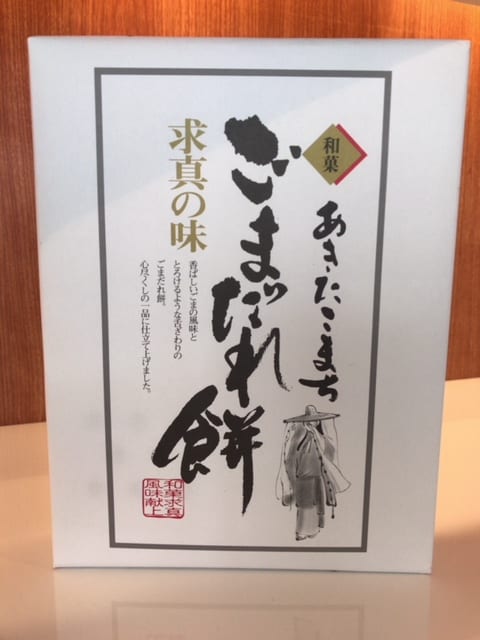 和菓
あきたこまち
ごまだれ餅
求真の味
香ばしいごまの風味と
とろけるような舌ざわりの
ごまだれ餅。
心尽くしの一品に仕立て上げました。
和菓求真
風味献上